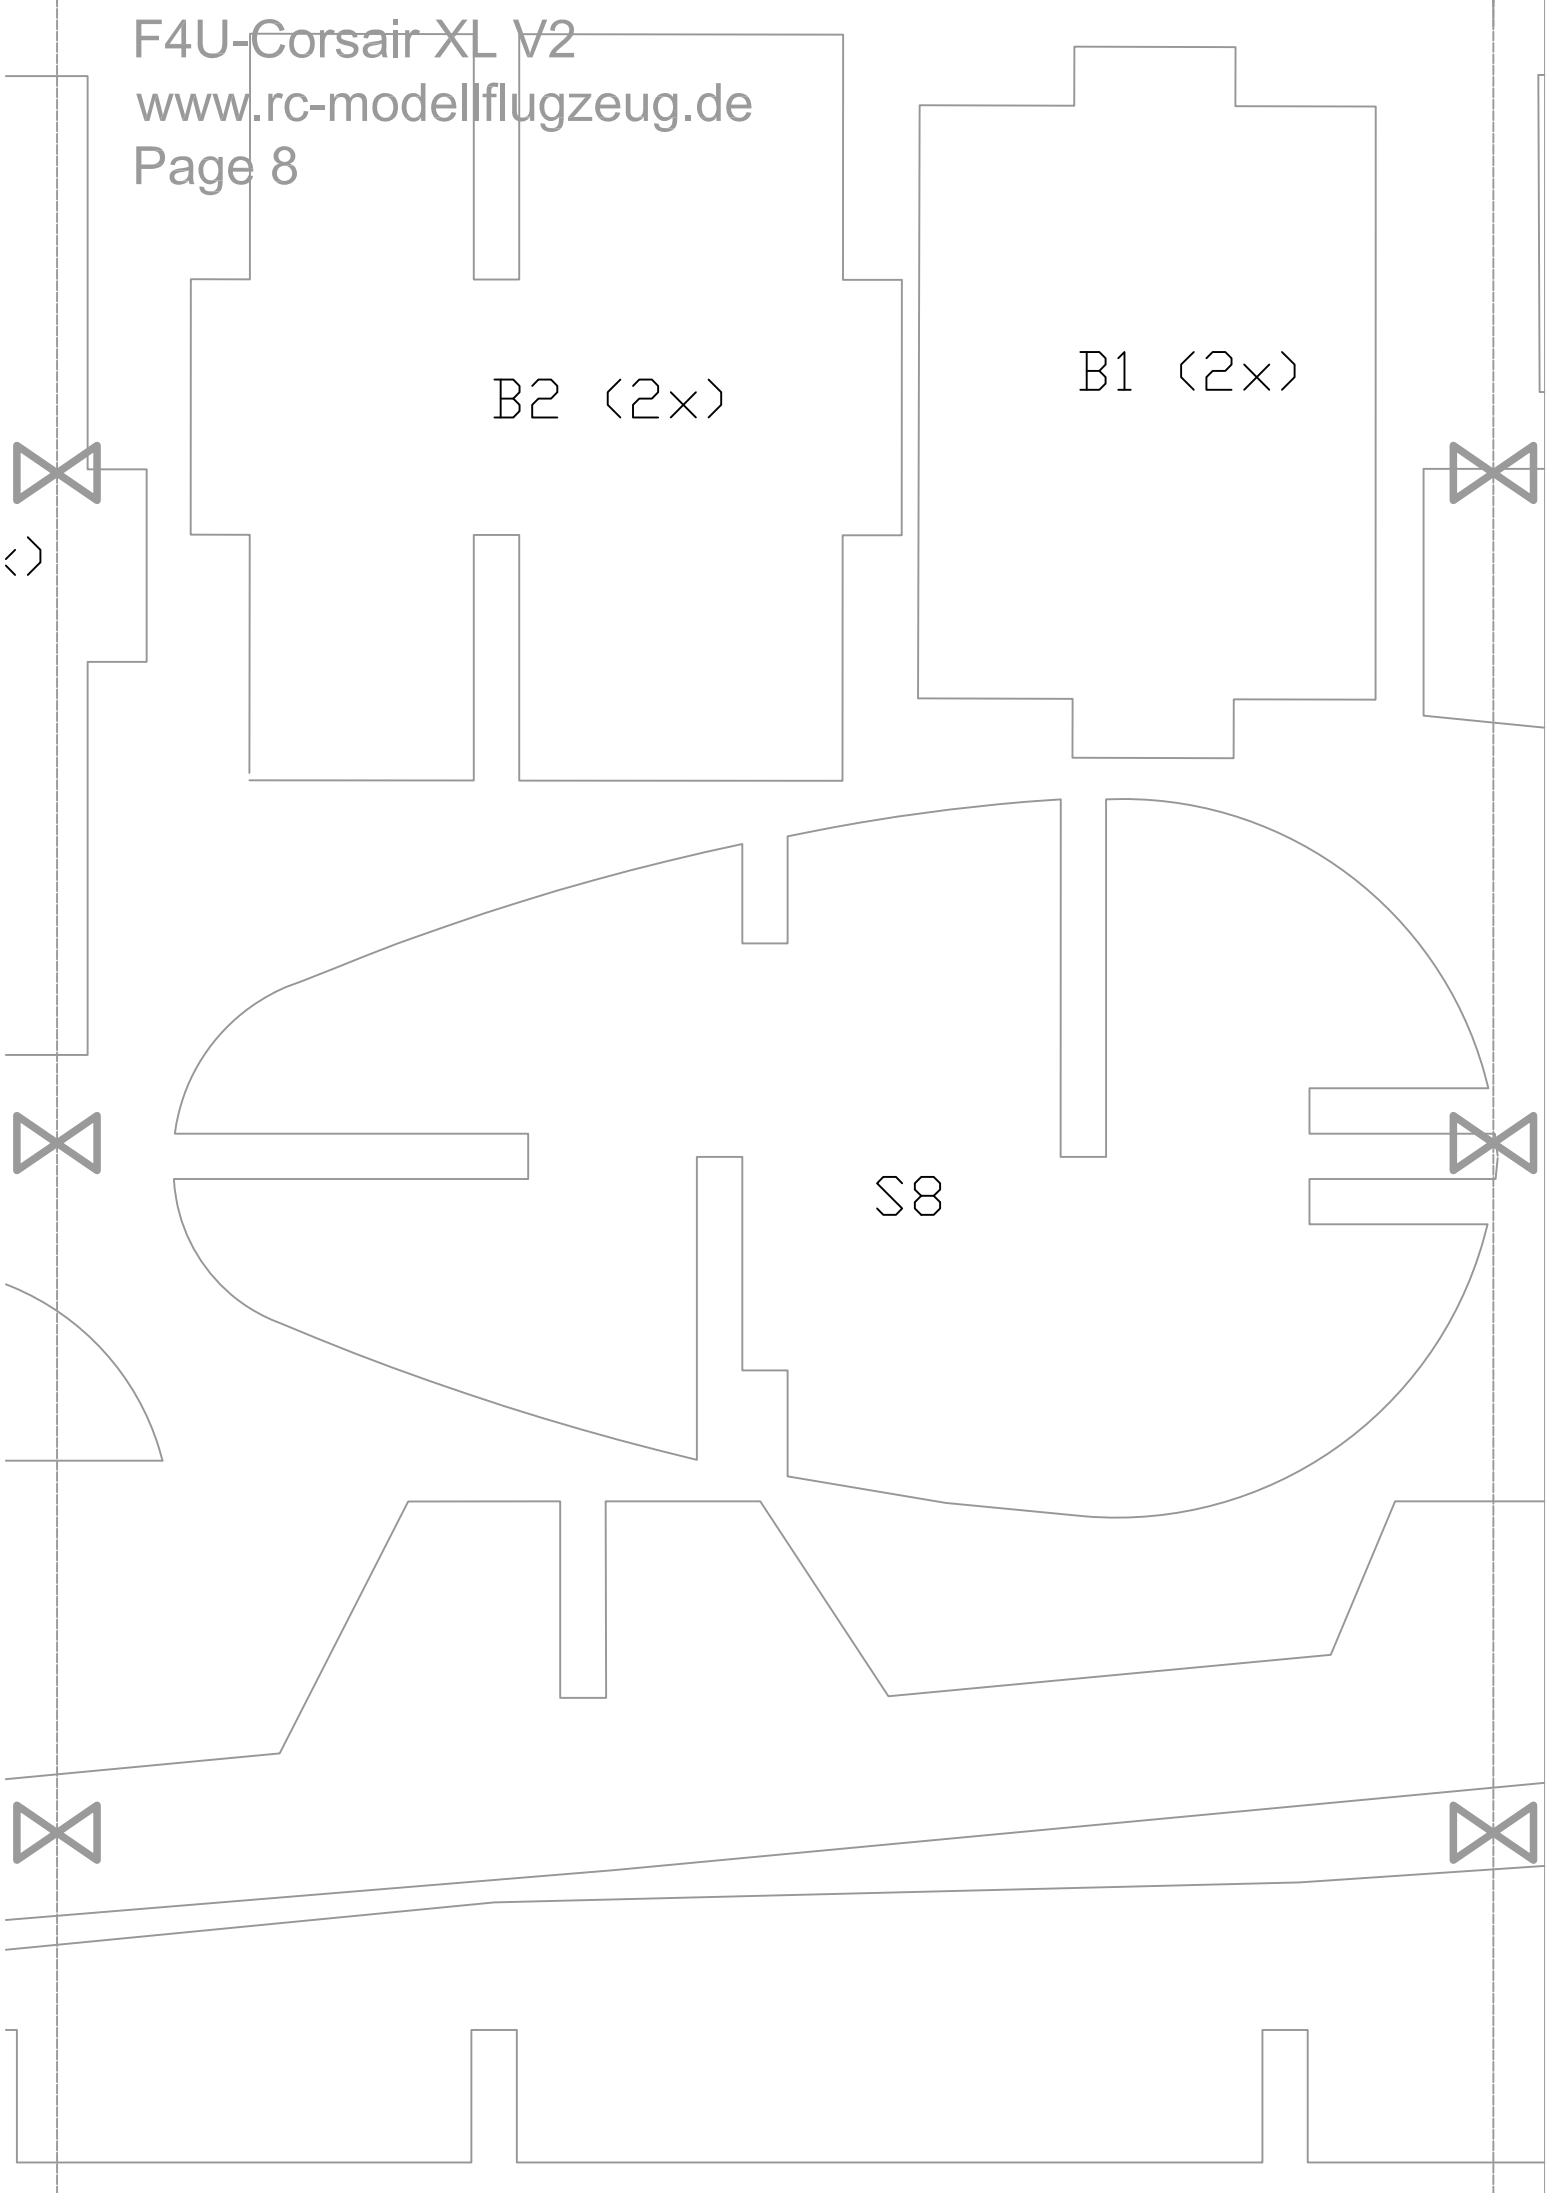 F4U-Corsair XL V2
www.rc-modellflugzeug.de
Page 8
B1 (2x)
B2 (2x)
)
S8